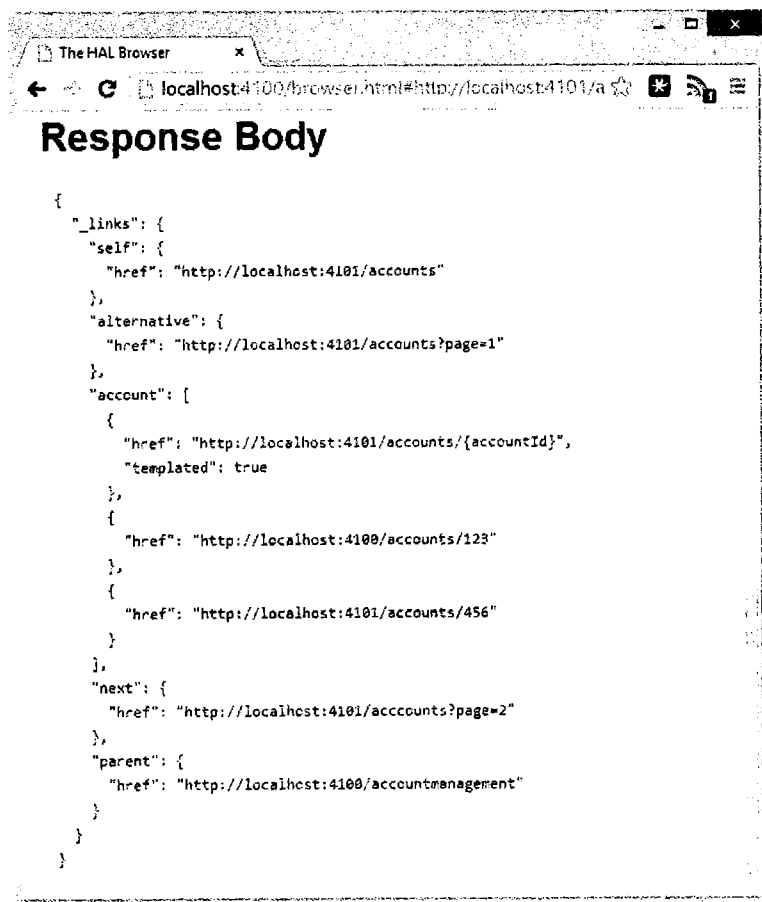 The HAL Browser
localhost:4100/browser.html#http://localhost:4101/a
1
Response Body
{
"_links": {
"self": {
"href": "http://localhost:4101/accounts"
},
"alternative": {
"href": "http://localhost:4101/accounts?page=1"
},
"account": [
{
"href": "http://localhost:4101/accounts/{accountId}",
"templated": true
},
{
"href": "http://localhost:4100/accounts/123"
},
{
"href": "http://localhost:4101/accounts/456"
}
],
"next": {
"href": "http://localhost:4101/acccounts?page=2"
},
"parent": {
"href": "http://localhost:4100/accountmanagement"
}
}
}